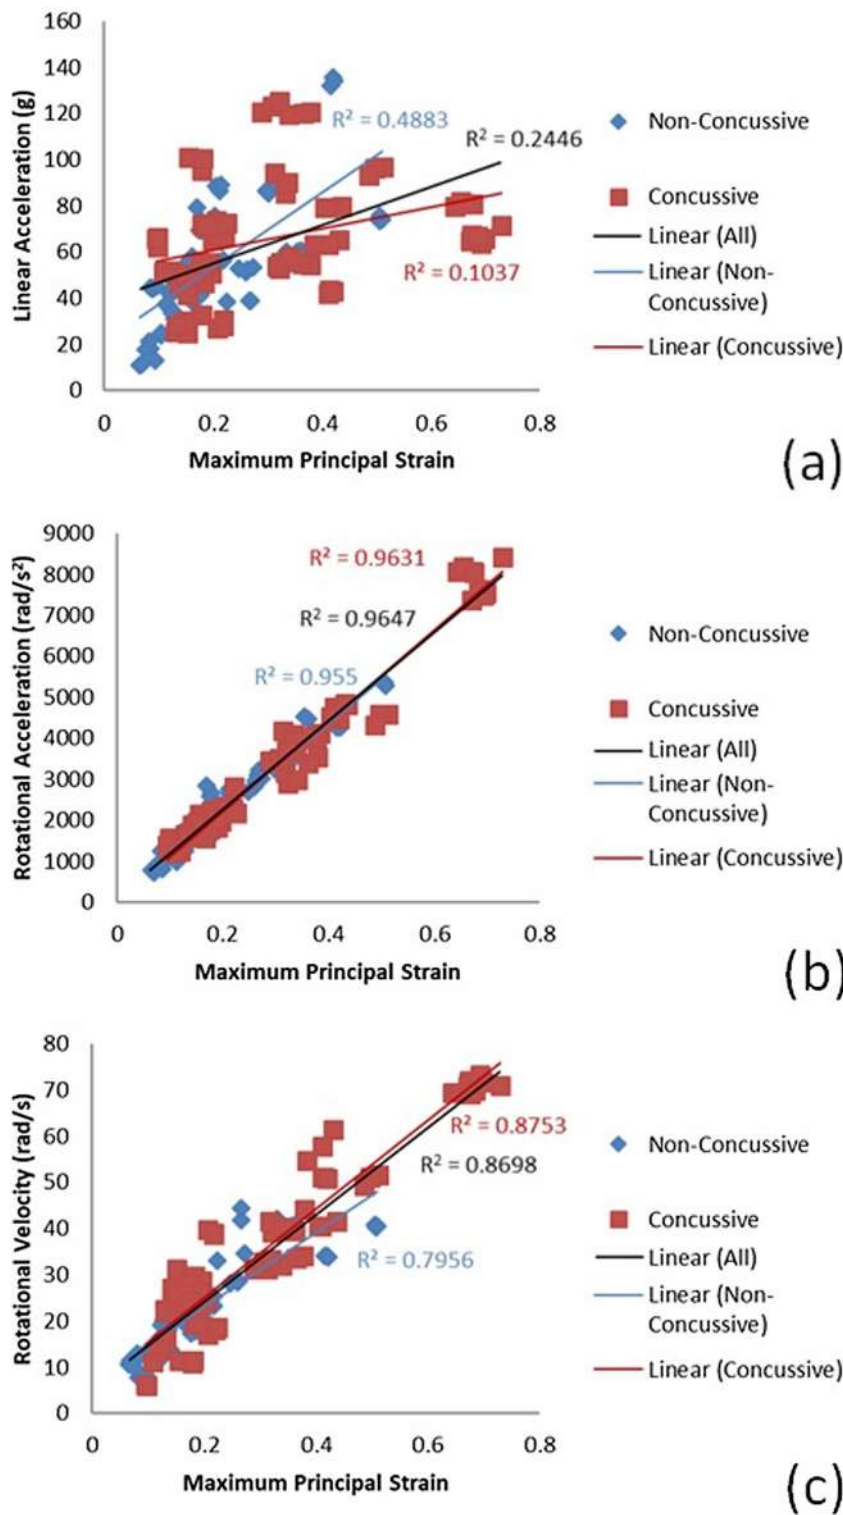 160
140
120
100
80
60
40
20
0
Linear Acceleration (g)
R² = 0.4883
R² = 0.2446
R² = 0.1037
0 0.2 0.4 0.6 0.8
Maximum Principal Strain
Non-Concussive
Concussive
Linear (All)
Linear (Non-
Concussive)
Linear (Concussive)
(a)
9000
8000
7000
6000
5000
4000
3000
2000
1000
0
Rotational Acceleration (rad/s²)
R² = 0.9631
R² = 0.9647
R² = 0.955
0 0.2 0.4 0.6 0.8
Maximum Principal Strain
Non-Concussive
Concussive
Linear (All)
Linear (Non-
Concussive)
Linear (Concussive)
(b)
80
70
60
50
40
30
20
10
0
Rotational Velocity (rad/s)
R² = 0.8753
R² = 0.8698
R² = 0.7956
0 0.2 0.4 0.6 0.8
Maximum Principal Strain
Non-Concussive
Concussive
Linear (All)
Linear (Non-
Concussive)
Linear (Concussive)
(c)